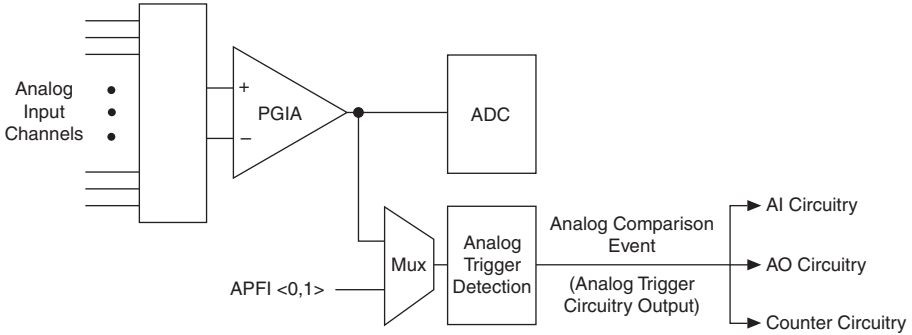 Analog
Input
Channels
+
PGIA
–
ADC
APFI <0,1>
Mux
Analog
Trigger
Detection
Analog Comparison
Event
(Analog Trigger
Circuitry Output)
AI Circuitry
AO Circuitry
Counter Circuitry